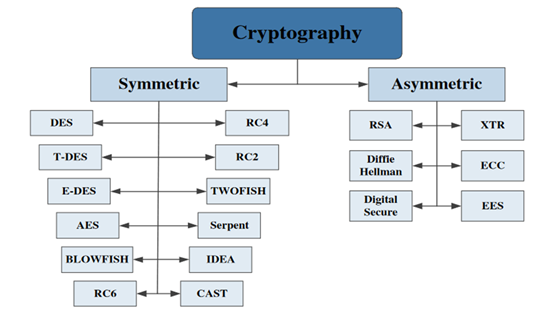 Cryptography
Symmetric
Asymmetric
DES
RC4
T-DES
RC2
E-DES
TWOFISH
AES
Serpent
BLOWFISH
IDEA
RC6
CAST
RSA
XTR
Diffie
Hellman
ECC
Digital
Secure
EES